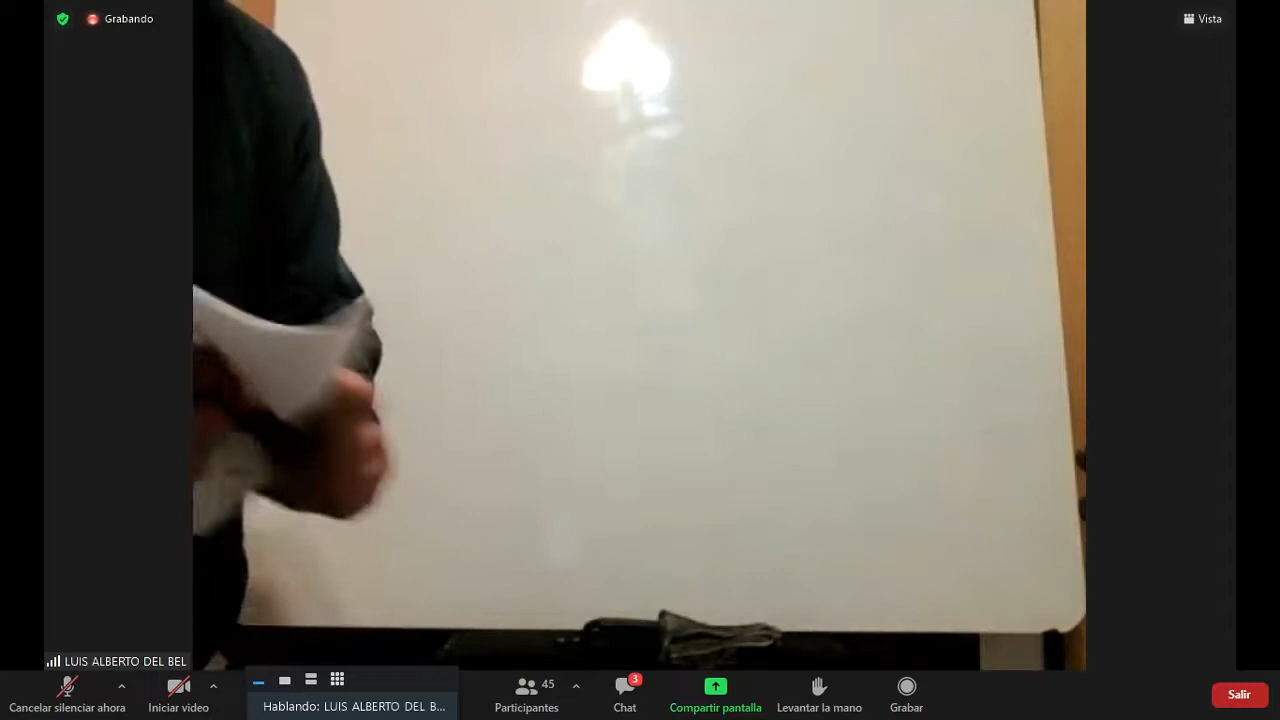 Grabando
Vista
LUIS ALBERTO DEL BEL
Hablando: LUIS ALBERTO DEL B...
Cancelar silenciar ahora
Iniciar video
45
Participantes
3
Chat
Compartir pantalla
Levantar la mano
Grabar
Salir